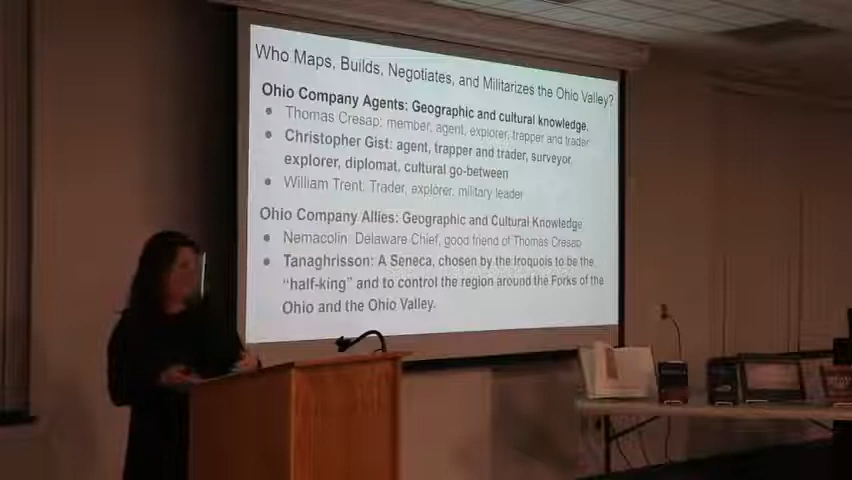 Who Maps, Builds, Negotiates, and Militarizes the Ohio Valley?
Ohio Company Agents: Geographic and cultural knowledge.
• Thomas Cresap: member, agent, explorer, trapper and trader
• Christopher Gist: agent, trapper and trader, surveyor,
explorer, diplomat, cultural go-between
• William Trent: Trader, explorer, military leader
Ohio Company Allies: Geographic and Cultural Knowledge
• Nemacolin: Delaware Chief, good friend of Thomas Cresap
• Tanaghrisson: A Seneca, chosen by the Iroquois to be the
“half-king” and to control the region around the Forks of the
Ohio and the Ohio Valley.